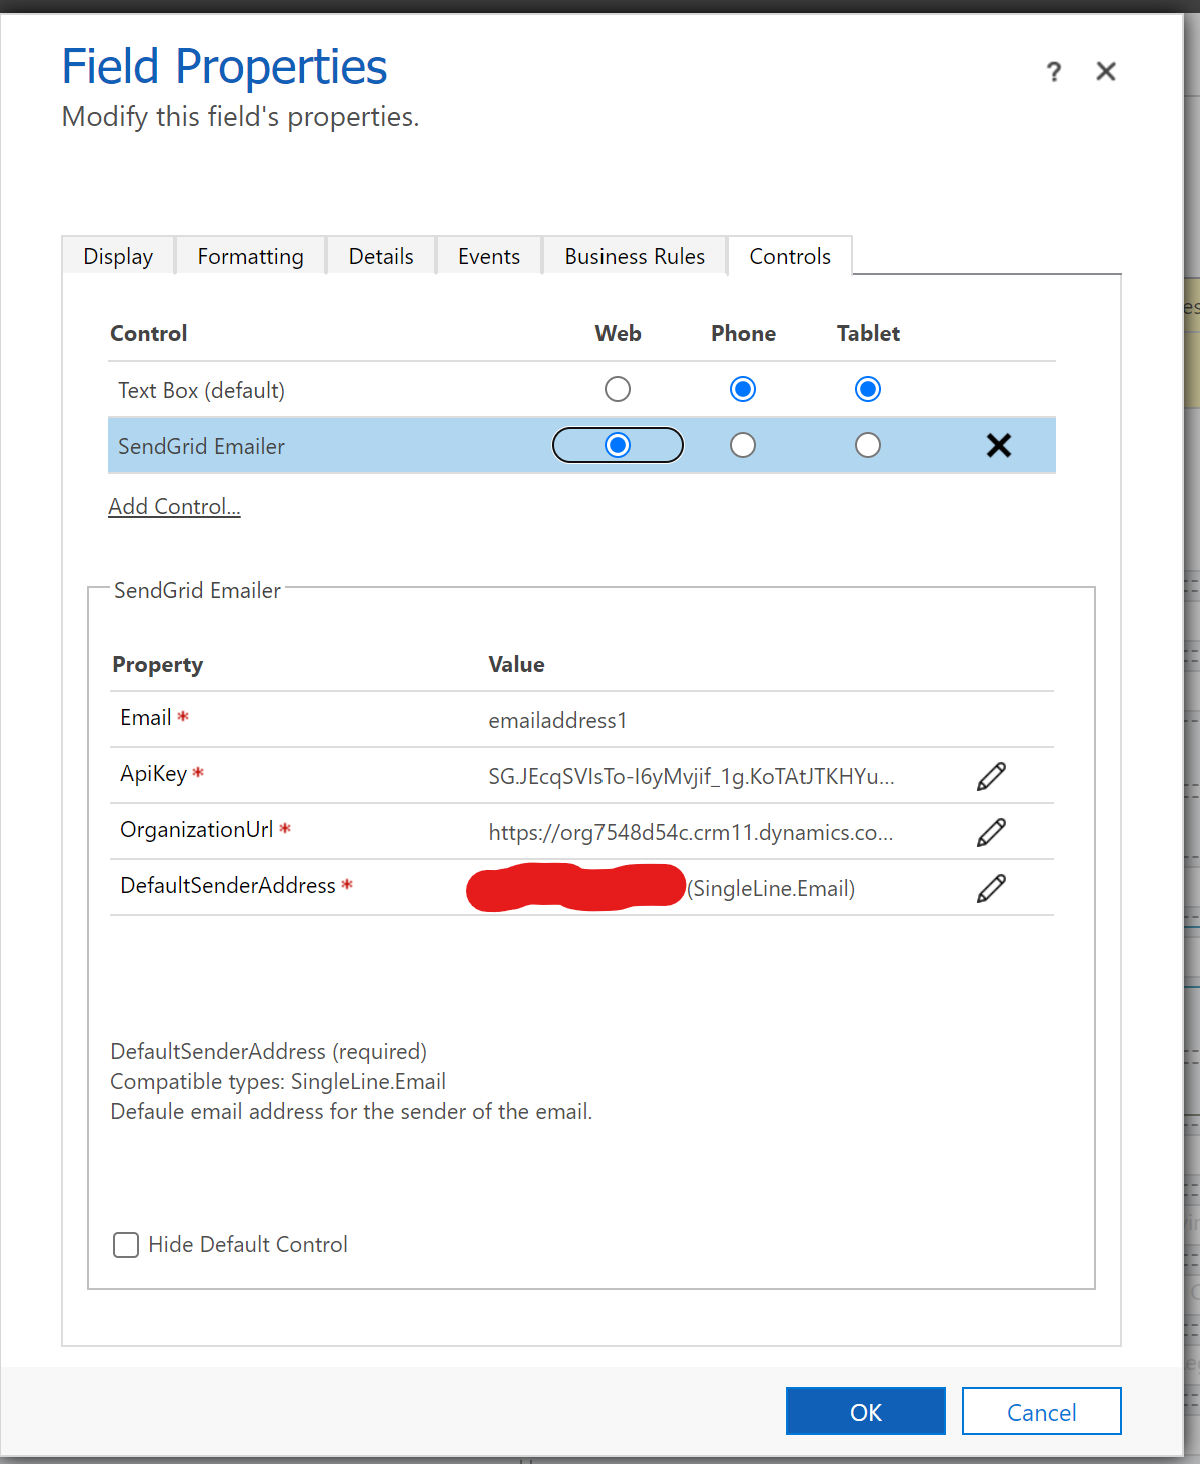 Field Properties
? ✕
Modify this field's properties.
Display Formatting Details Events Business Rules Controls
Control Web Phone Tablet
Text Box (default)
SendGrid Emailer
Add Control...
SendGrid Emailer
Property Value
Email * emailaddress1
ApiKey * SG.JEcqSVIsTo-I6yMvjif_1g.KoTAtJTKHYu...
OrganizationUrl * https://org7548d54c.crm11.dynamics.co...
DefaultSenderAddress * (SingleLine.Email)
DefaultSenderAddress (required)
Compatible types: SingleLine.Email
Defaule email address for the sender of the email.
Hide Default Control
OK Cancel